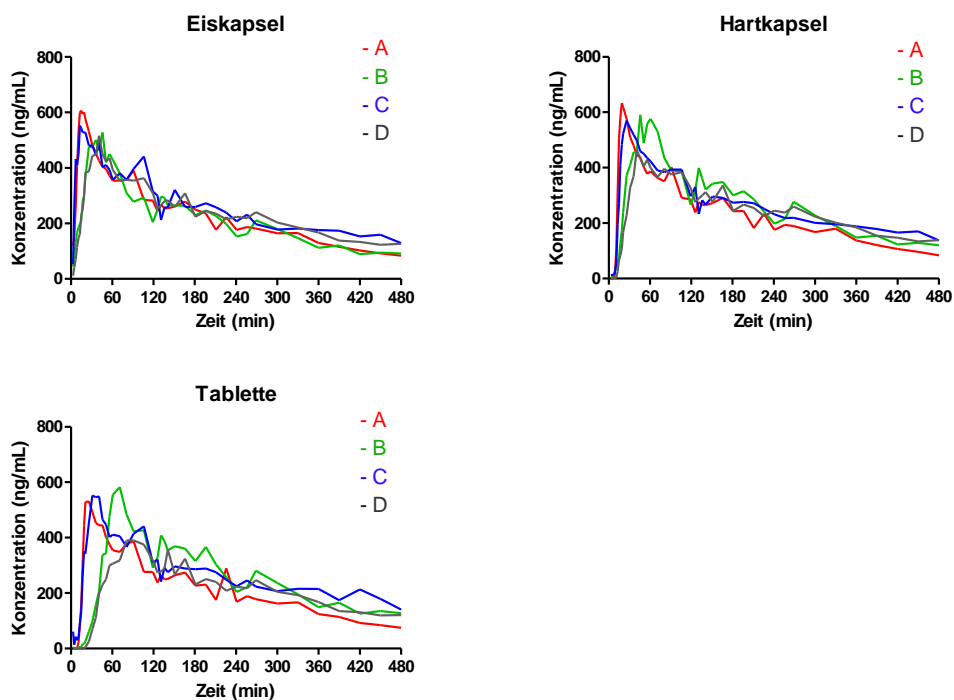 Eiskapsel
- A
- B
- C
- D
Konzentration (ng/mL)
800
600
400
200
0
0 60 120 180 240 300 360 420 480
Zeit (min)
Hartkapsel
- A
- B
- C
- D
Konzentration (ng/mL)
800
600
400
200
0
0 60 120 180 240 300 360 420 480
Zeit (min)
Tablette
- A
- B
- C
- D
Konzentration (ng/mL)
800
600
400
200
0
0 60 120 180 240 300 360 420 480
Zeit (min)